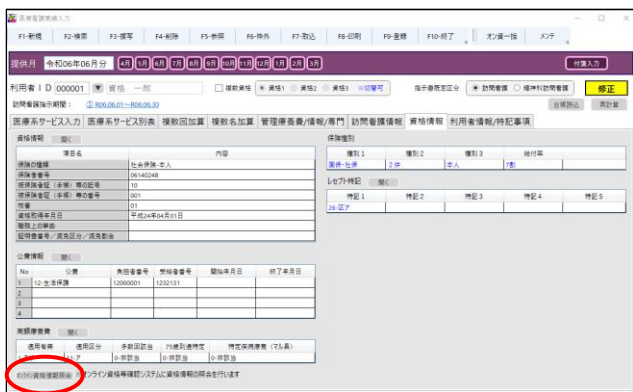 医療看護実績入力
F1-新規 F2-検索 F3-複写 F4-削除 F5-参照 F6-枠外 F7-取込 F8-印刷 F9-登録 F10-終了 オン資一括 メンテ
提供月 令和06年06月分 4月 5月 6月 7月 8月 9月 10月 11月 12月 1月 2月 3月 付箋入力
利用者ID 000001 資格 一郎 複数資格 資格1 資格2 資格3 ※切替可 指示書既定区分 訪問看護 精神科訪問看護 修正
訪問看護指示期間: ① R06.06.01～R06.06.30 台帳読込 再計算
医療系サービス入力 医療系サービス別表 複数回加算 複数名加算 管理療養費/情報/専門 訪問看護情報 資格情報 利用者情報/特記事項
資格情報 開く
項目名 内容
保険の種類 社会保険-本人
保険者番号 06140248
被保険者証（手帳）等の記号 10
被保険者証（手帳）等の番号 001
枝番 01
資格取得年月日 平成24年04月01日
職務上の事由
証明書番号／減免区分／減免割合
保険種別
種別1 種別2 種別3 給付率
国保・社保 2併 本人 7割
レセプト特記 開く
特記1 特記2 特記3 特記4 特記5
26-区ア
公費情報 開く
No 公費 負担者番号 受給者番号 開始年月日 終了年月日
1 12-生活保護 12000001 1232131
2
3
4
高額療養費 開く
適用有無 適用区分 多数回該当 75歳到達特定 特定疾病療養（マル長）
0-非該当 0-非該当 0-非該当
オンライン資格情報照会 ※オンライン資格等確認システムに資格情報の照会を行います